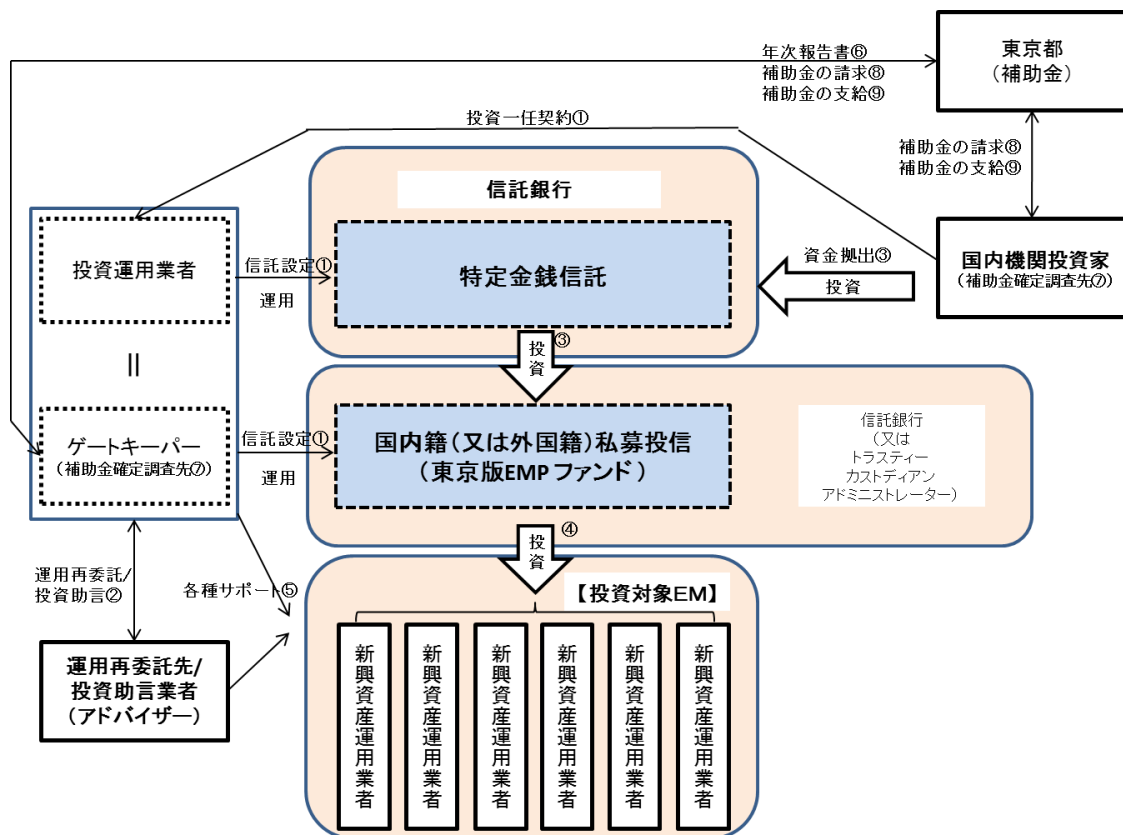 年次報告書⑥
補助金の請求⑧
補助金の支給⑨
東京都
（補助金）
投資一任契約①
補助金の請求⑧
補助金の支給⑨
信託銀行
投資運用業者
信託設定①
運用
特定金銭信託
資金拠出③
投資
国内機関投資家
（補助金確定調査先⑦）
＝
投資
③
ゲートキーパー
（補助金確定調査先⑦）
信託設定①
運用
国内籍（又は外国籍）私募投信
（東京版EMPファンド）
信託銀行
（又は
トラスティー
カストディアン
アドミニストレーター）
投資
④
運用再委託/
投資助言②
各種サポート⑤
【投資対象EM】
運用再委託先/
投資助言業者
（アドバイザー）
新興資産運用業者
新興資産運用業者
新興資産運用業者
新興資産運用業者
新興資産運用業者
新興資産運用業者